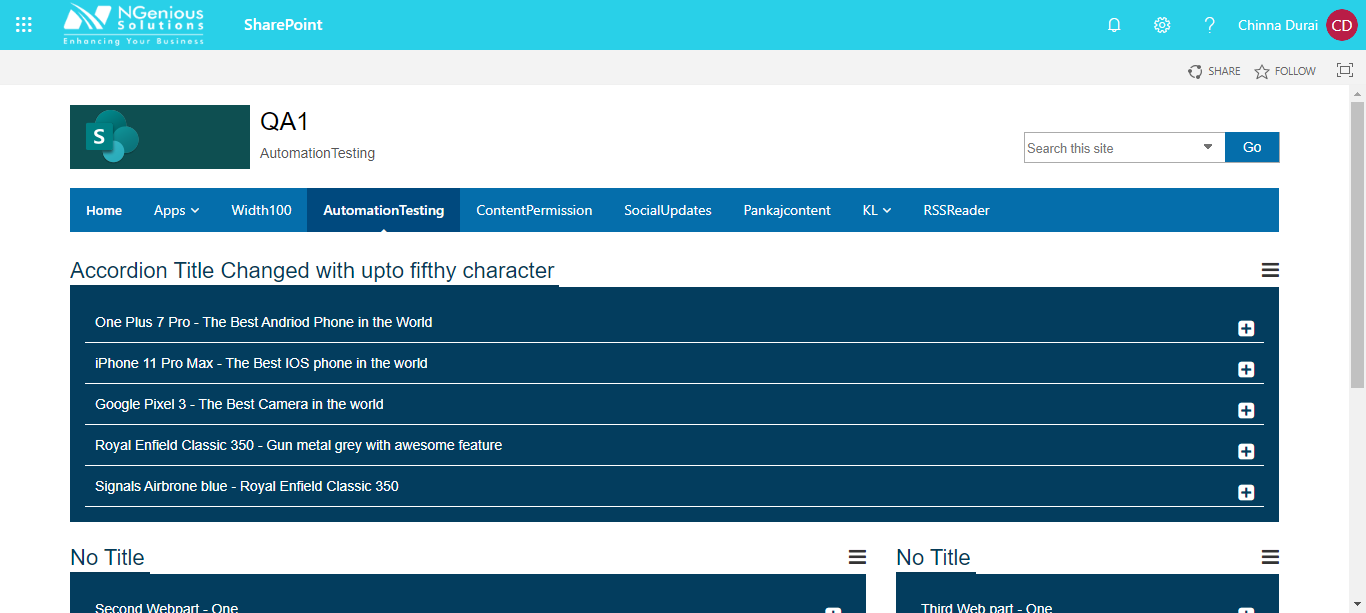 NGenious
Solutions
Enhancing Your Business
SharePoint
?
Chinna Durai
CD
SHARE
FOLLOW
S
QA1
AutomationTesting
Search this site
Go
Home
Apps
Width100
AutomationTesting
ContentPermission
SocialUpdates
Pankajcontent
KL
RSSReader
Accordion Title Changed with upto fifthy character
One Plus 7 Pro - The Best Andriod Phone in the World
iPhone 11 Pro Max - The Best IOS phone in the world
Google Pixel 3 - The Best Camera in the world
Royal Enfield Classic 350 - Gun metal grey with awesome feature
Signals Airbrone blue - Royal Enfield Classic 350
No Title
Second Webpart - One
No Title
Third Web part - One